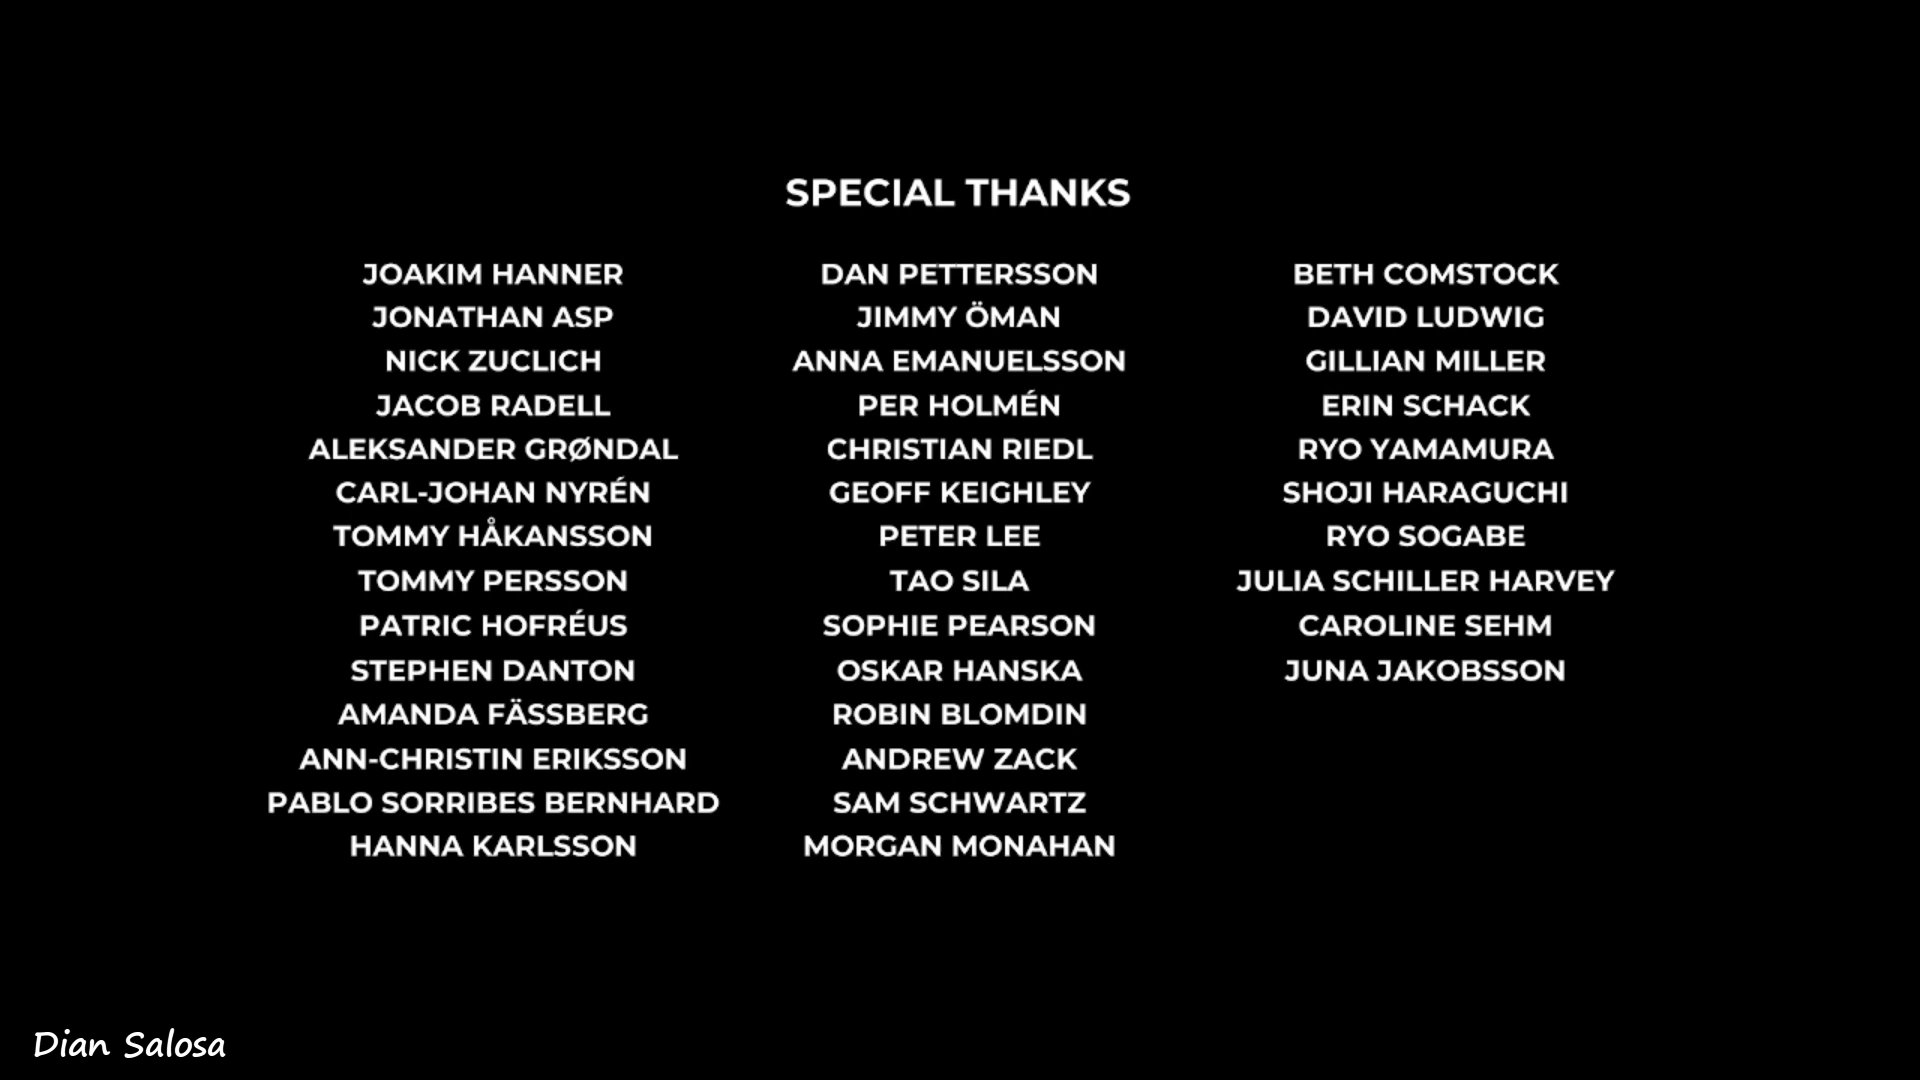 SPECIAL THANKS
JOAKIM HANNER
JONATHAN ASP
NICK ZUCLICH
JACOB RADELL
ALEKSANDER GRØNDAL
CARL-JOHAN NYRÉN
TOMMY HÅKANSSON
TOMMY PERSSON
PATRIC HOFRÉUS
STEPHEN DANTON
AMANDA FÄSSBERG
ANN-CHRISTIN ERIKSSON
PABLO SORRIBES BERNHARD
HANNA KARLSSON
DAN PETTERSSON
JIMMY ÖMAN
ANNA EMANUELSSON
PER HOLMÉN
CHRISTIAN RIEDL
GEOFF KEIGHLEY
PETER LEE
TAO SILA
SOPHIE PEARSON
OSKAR HANSKA
ROBIN BLOMDIN
ANDREW ZACK
SAM SCHWARTZ
MORGAN MONAHAN
BETH COMSTOCK
DAVID LUDWIG
GILLIAN MILLER
ERIN SCHACK
RYO YAMAMURA
SHOJI HARAGUCHI
RYO SOGABE
JULIA SCHILLER HARVEY
CAROLINE SEHM
JUNA JAKOBSSON
Dian Salosa